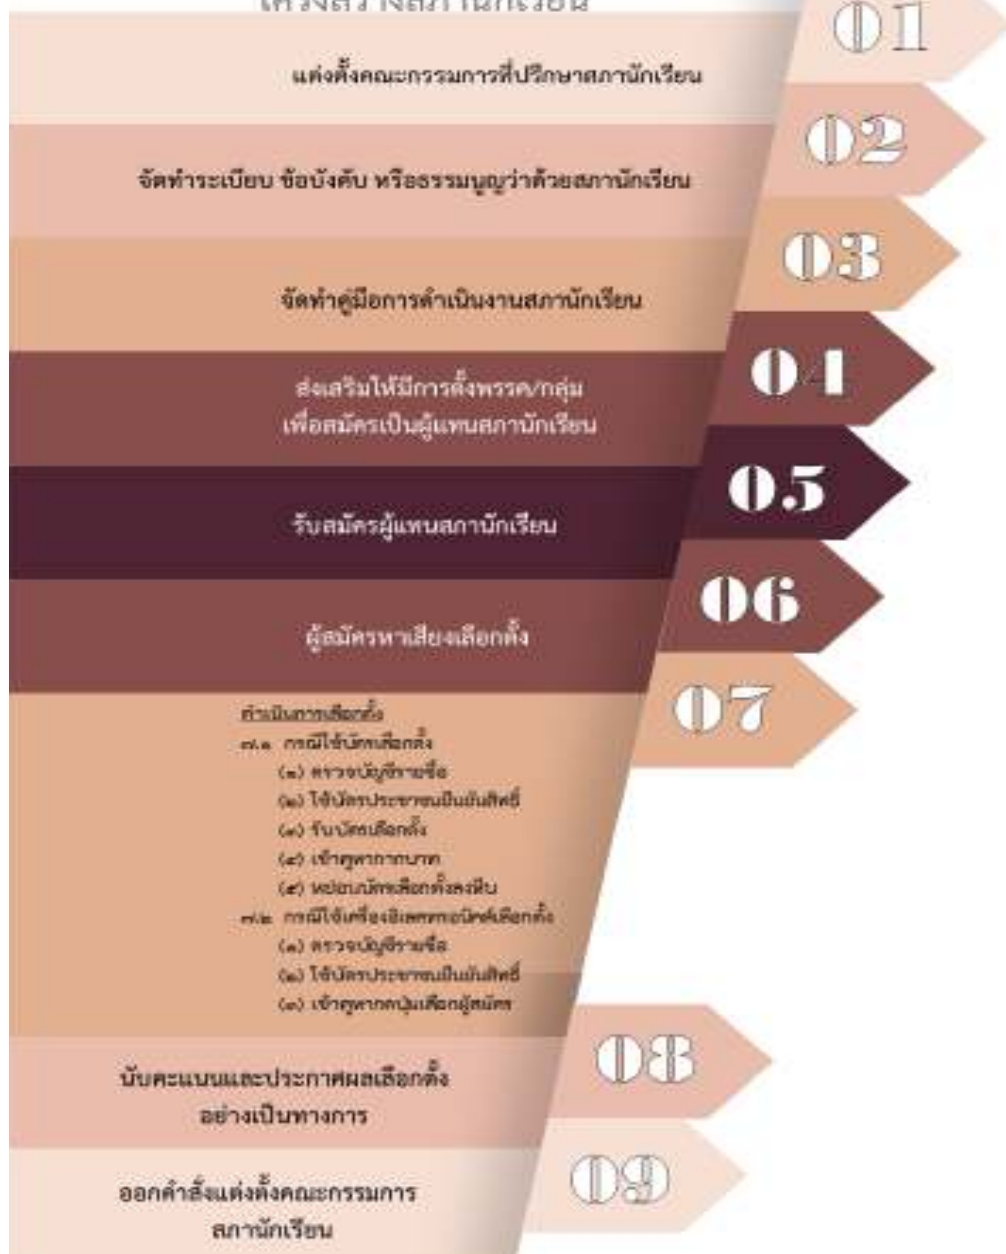 โครงสร้างสภานักเรียน
01
แต่งตั้งคณะกรรมการที่ปรึกษาสภานักเรียน
02
จัดทำระเบียบ ข้อบังคับ หรือธรรมนูญว่าด้วยสภานักเรียน
03
จัดทำคู่มือการดำเนินงานสภานักเรียน
04
ส่งเสริมให้มีการตั้งพรรค/กลุ่ม
เพื่อสมัครเป็นผู้แทนสภานักเรียน
05
รับสมัครผู้แทนสภานักเรียน
06
ผู้สมัครหาเสียงเลือกตั้ง
07
ดำเนินการเลือกตั้ง
๗.๑ กรณีใช้บัตรเลือกตั้ง
(๑) ตรวจบัญชีรายชื่อ
(๒) ใช้บัตรประชาชนยืนยันสิทธิ์
(๓) รับบัตรเลือกตั้ง
(๔) เข้าคูหากากบาท
(๕) หย่อนบัตรเลือกตั้งลงหีบ
๗.๒ กรณีใช้เครื่องอิเลคทรอนิคส์เลือกตั้ง
(๑) ตรวจบัญชีรายชื่อ
(๒) ใช้บัตรประชาชนยืนยันสิทธิ์
(๓) เข้าคูหากดปุ่มเลือกผู้สมัคร
08
นับคะแนนและประกาศผลเลือกตั้ง
อย่างเป็นทางการ
09
ออกคำสั่งแต่งตั้งคณะกรรมการ
สภานักเรียน